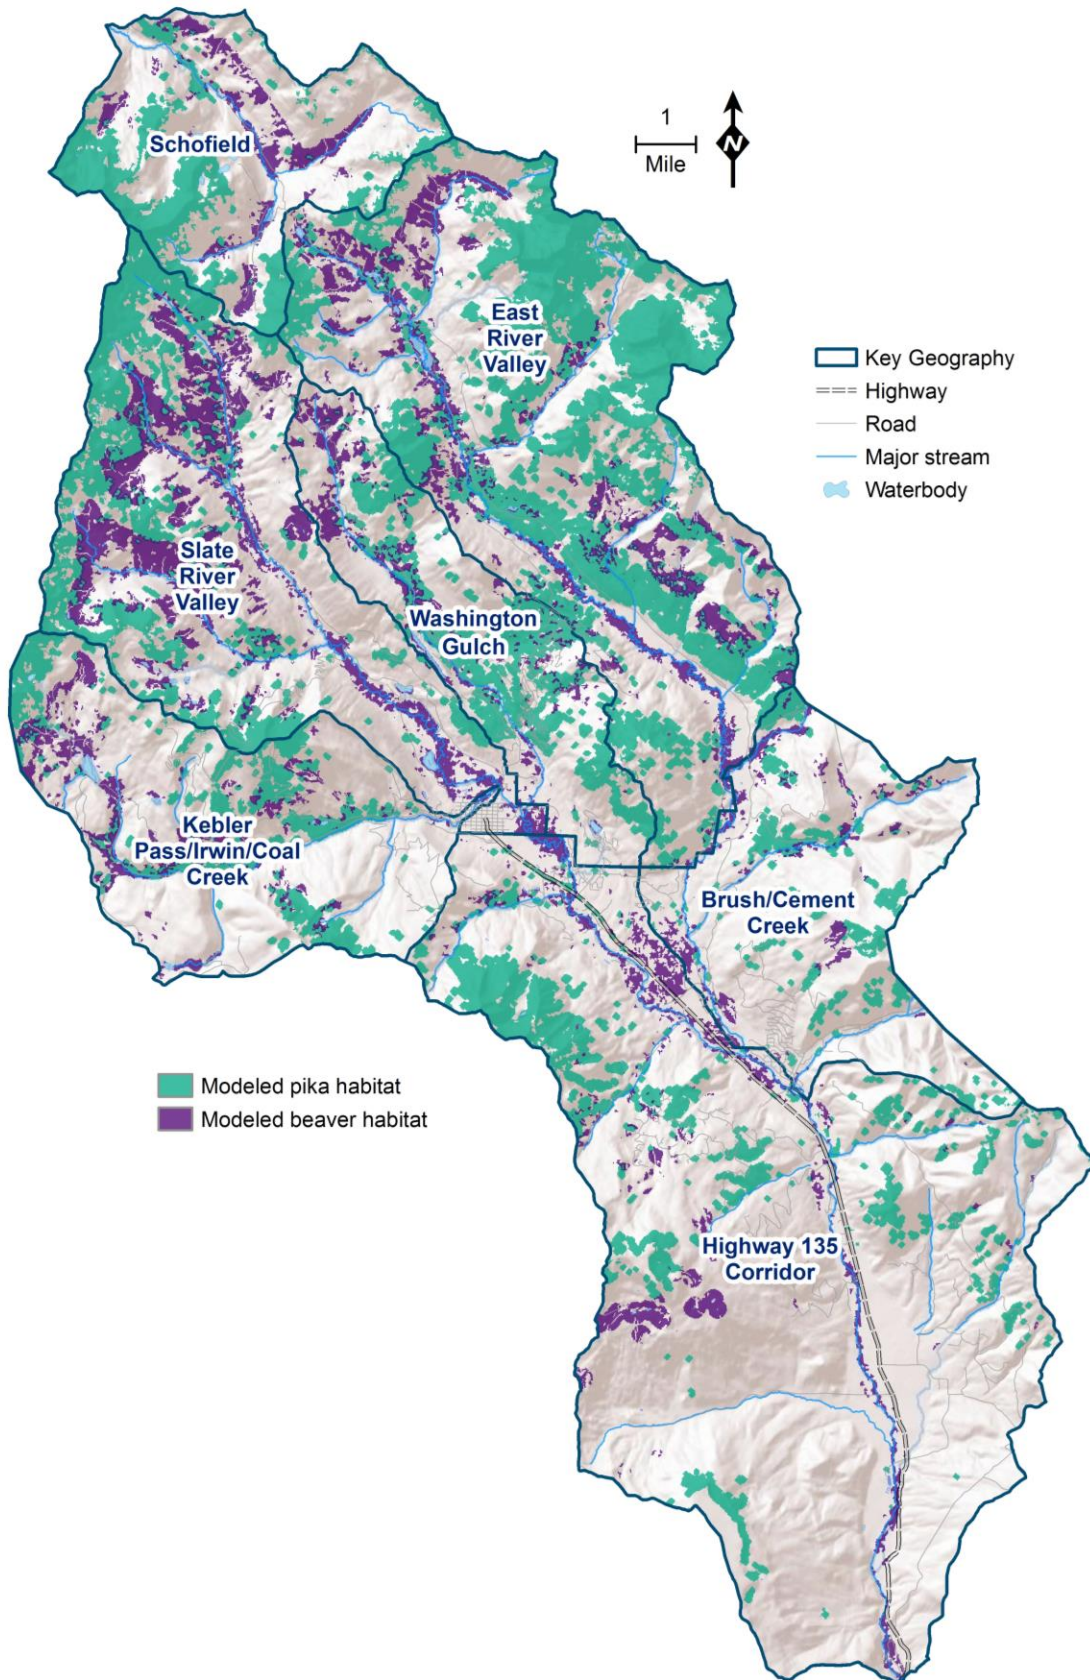 Schofield
1
Mile
N
East
River
Valley
Key Geography
Highway
Road
Major stream
Waterbody
Slate
River
Valley
Washington
Gulch
Kebler
Pass/Irwin/Coal
Creek
Brush/Cement
Creek
Modeled pika habitat
Modeled beaver habitat
Highway 135
Corridor